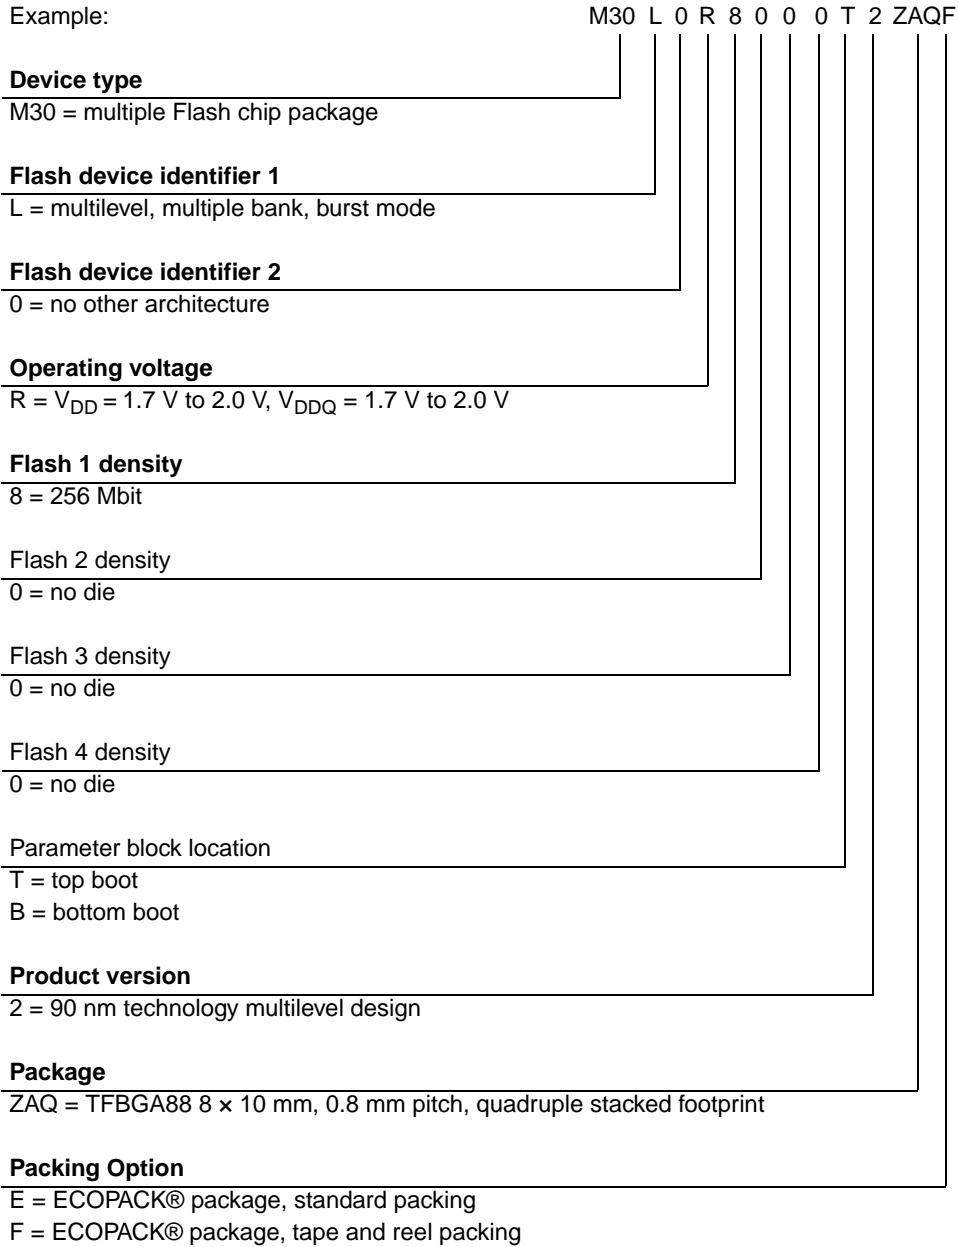 Example: M30 L 0 R 8 0 0 0 T 2 ZAQF
Device type
M30 = multiple Flash chip package
Flash device identifier 1
L = multilevel, multiple bank, burst mode
Flash device identifier 2
0 = no other architecture
Operating voltage
R = VDD = 1.7 V to 2.0 V, VDDQ = 1.7 V to 2.0 V
Flash 1 density
8 = 256 Mbit
Flash 2 density
0 = no die
Flash 3 density
0 = no die
Flash 4 density
0 = no die
Parameter block location
T = top boot
B = bottom boot
Product version
2 = 90 nm technology multilevel design
Package
ZAQ = TFBGA88 8 × 10 mm, 0.8 mm pitch, quadruple stacked footprint
Packing Option
E = ECOPACK® package, standard packing
F = ECOPACK® package, tape and reel packing